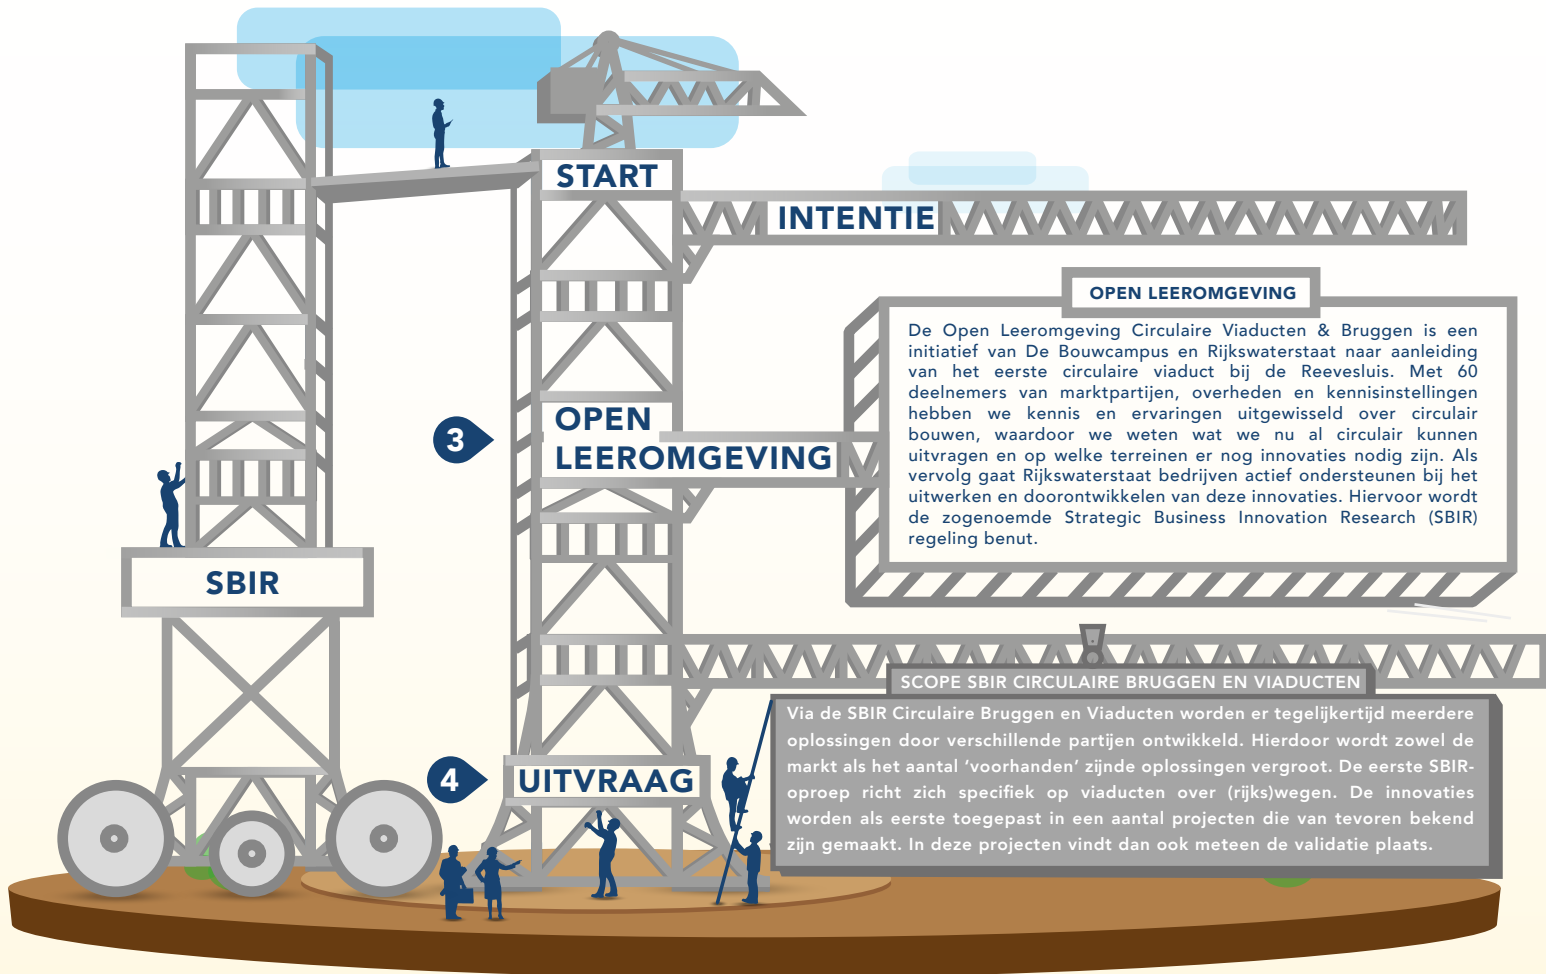 START
INTENTIE
OPEN LEEROMGEVING
De Open Leeromgeving Circulaire Viaducten & Bruggen is een
initiatief van De Bouwcampus en Rijkswaterstaat naar aanleiding
van het eerste circulaire viaduct bij de Reevesluis. Met 60
deelnemers van marktpartijen, overheden en kennisinstellingen
hebben we kennis en ervaringen uitgewisseld over circulair
bouwen, waardoor we weten wat we nu al circulair kunnen
uitvragen en op welke terreinen er nog innovaties nodig zijn. Als
vervolg gaat Rijkswaterstaat bedrijven actief ondersteunen bij het
uitwerken en doorontwikkelen van deze innovaties. Hiervoor wordt
de zogenoemde Strategic Business Innovation Research (SBIR)
regeling benut.
3
OPEN
LEEROMGEVING
SBIR
SCOPE SBIR CIRCULAIRE BRUGGEN EN VIADUCTEN
Via de SBIR Circulaire Bruggen en Viaducten worden er tegelijkertijd meerdere
oplossingen door verschillende partijen ontwikkeld. Hierdoor wordt zowel de
markt als het aantal ’voorhanden’ zijnde oplossingen vergroot. De eerste SBIR-
oproep richt zich specifiek op viaducten over (rijks)wegen. De innovaties
worden als eerste toegepast in een aantal projecten die van tevoren bekend
zijn gemaakt. In deze projecten vindt dan ook meteen de validatie plaats.
4
UITVRAAG